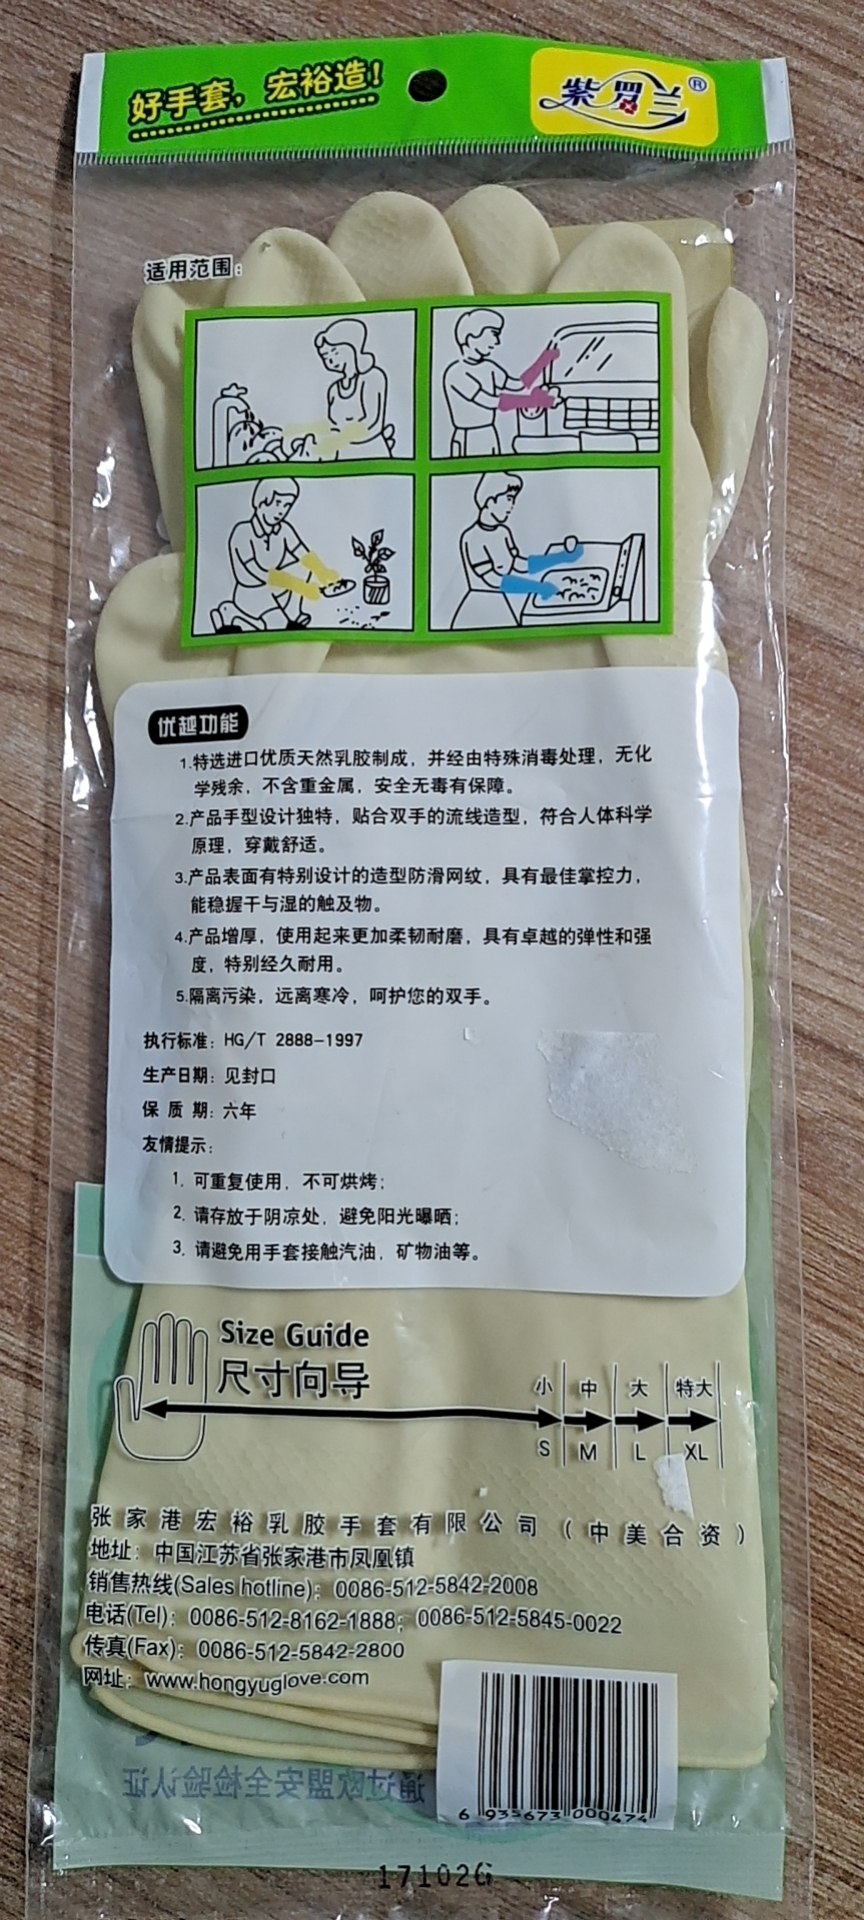 好手套，宏裕造！
紫罗兰®
适用范围：
优越功能
1.特选进口优质天然乳胶制成，并经由特殊消毒处理，无化
学残余，不含重金属，安全无毒有保障。
2.产品手型设计独特，贴合双手的流线造型，符合人体科学
原理，穿戴舒适。
3.产品表面有特别设计的造型防滑网纹，具有最佳掌控力，
能稳握干与湿的触及物。
4.产品增厚，使用起来更加柔韧耐磨，具有卓越的弹性和强
度，特别经久耐用。
5.隔离污染，远离寒冷，呵护您的双手。
执行标准：HG/T 2888-1997
生产日期：见封口
保 质 期：六年
友情提示：
1. 可重复使用，不可烘烤；
2. 请存放于阴凉处，避免阳光曝晒；
3. 请避免用手套接触汽油，矿物油等。
Size Guide
尺寸向导
小 中 大 特大
S M L XL
张家港宏裕乳胶手套有限公司（中美合资）
地址：中国江苏省张家港市凤凰镇
销售热线(Sales hotline)：0086-512-5842-2008
电话(Tel)：0086-512-8162-1888；0086-512-5845-0022
传真(Fax)：0086-512-5842-2800
网址：www.hongyuglove.com
通过欧盟安全检验认证
6 935673 000474
171026